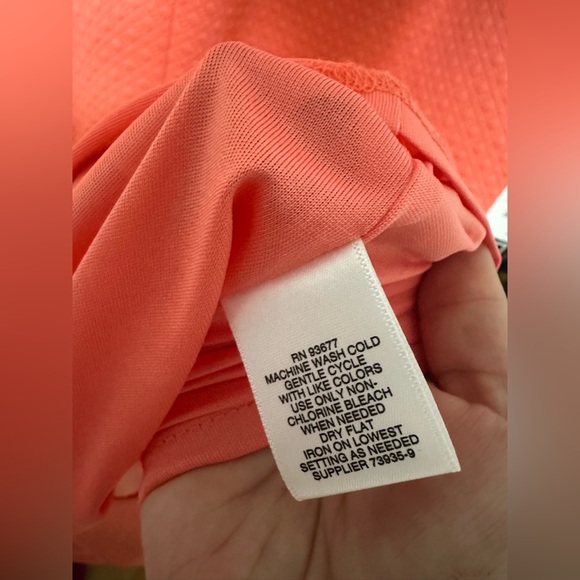 RN 93677
MACHINE WASH COLD
GENTLE CYCLE
WITH LIKE COLORS
USE ONLY NON-
CHLORINE BLEACH
WHEN NEEDED
DRY FLAT
IRON ON LOWEST
SETTING AS NEEDED
SUPPLIER 73935-9